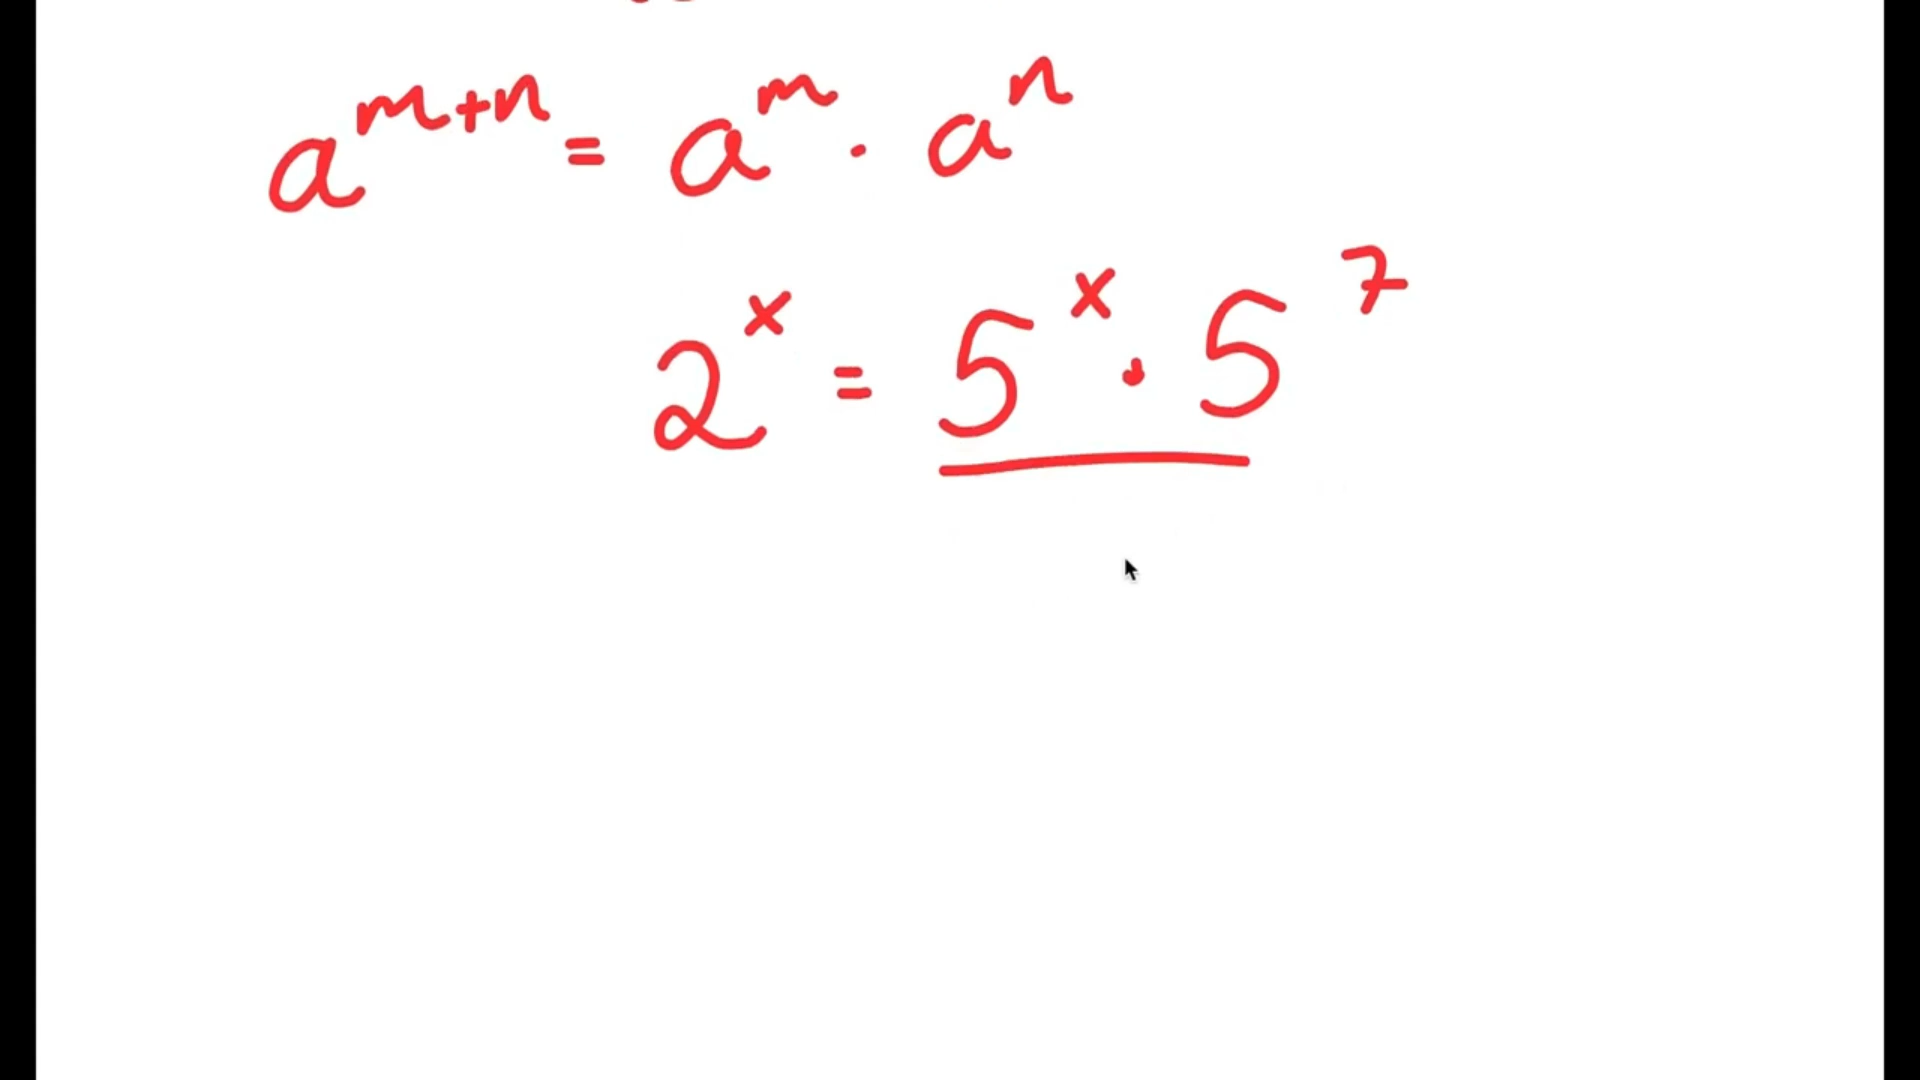 a^{m+n} = a^m · a^n
2^x = 5^x · 5^7